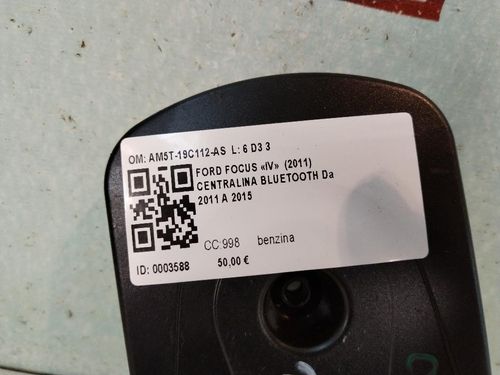 OM: AM5T-19C112-AS L: 6 D3 3
FORD FOCUS «IV» (2011)
CENTRALINA BLUETOOTH Da
2011 A 2015
CC:998 benzina
ID: 0003588 50,00 €